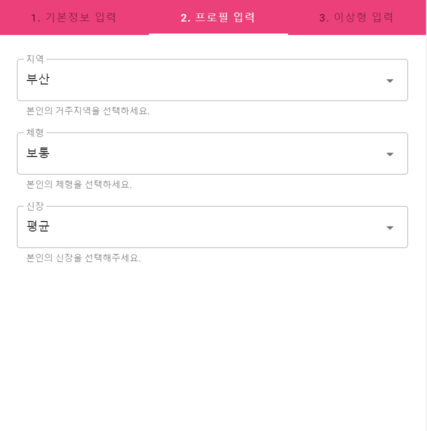 1. 기본정보 입력
2. 프로필 입력
3. 이상형 입력
지역
부산
본인의 거주지역을 선택하세요.
체형
보통
본인의 체형을 선택하세요.
신장
평균
본인의 신장을 선택해주세요.